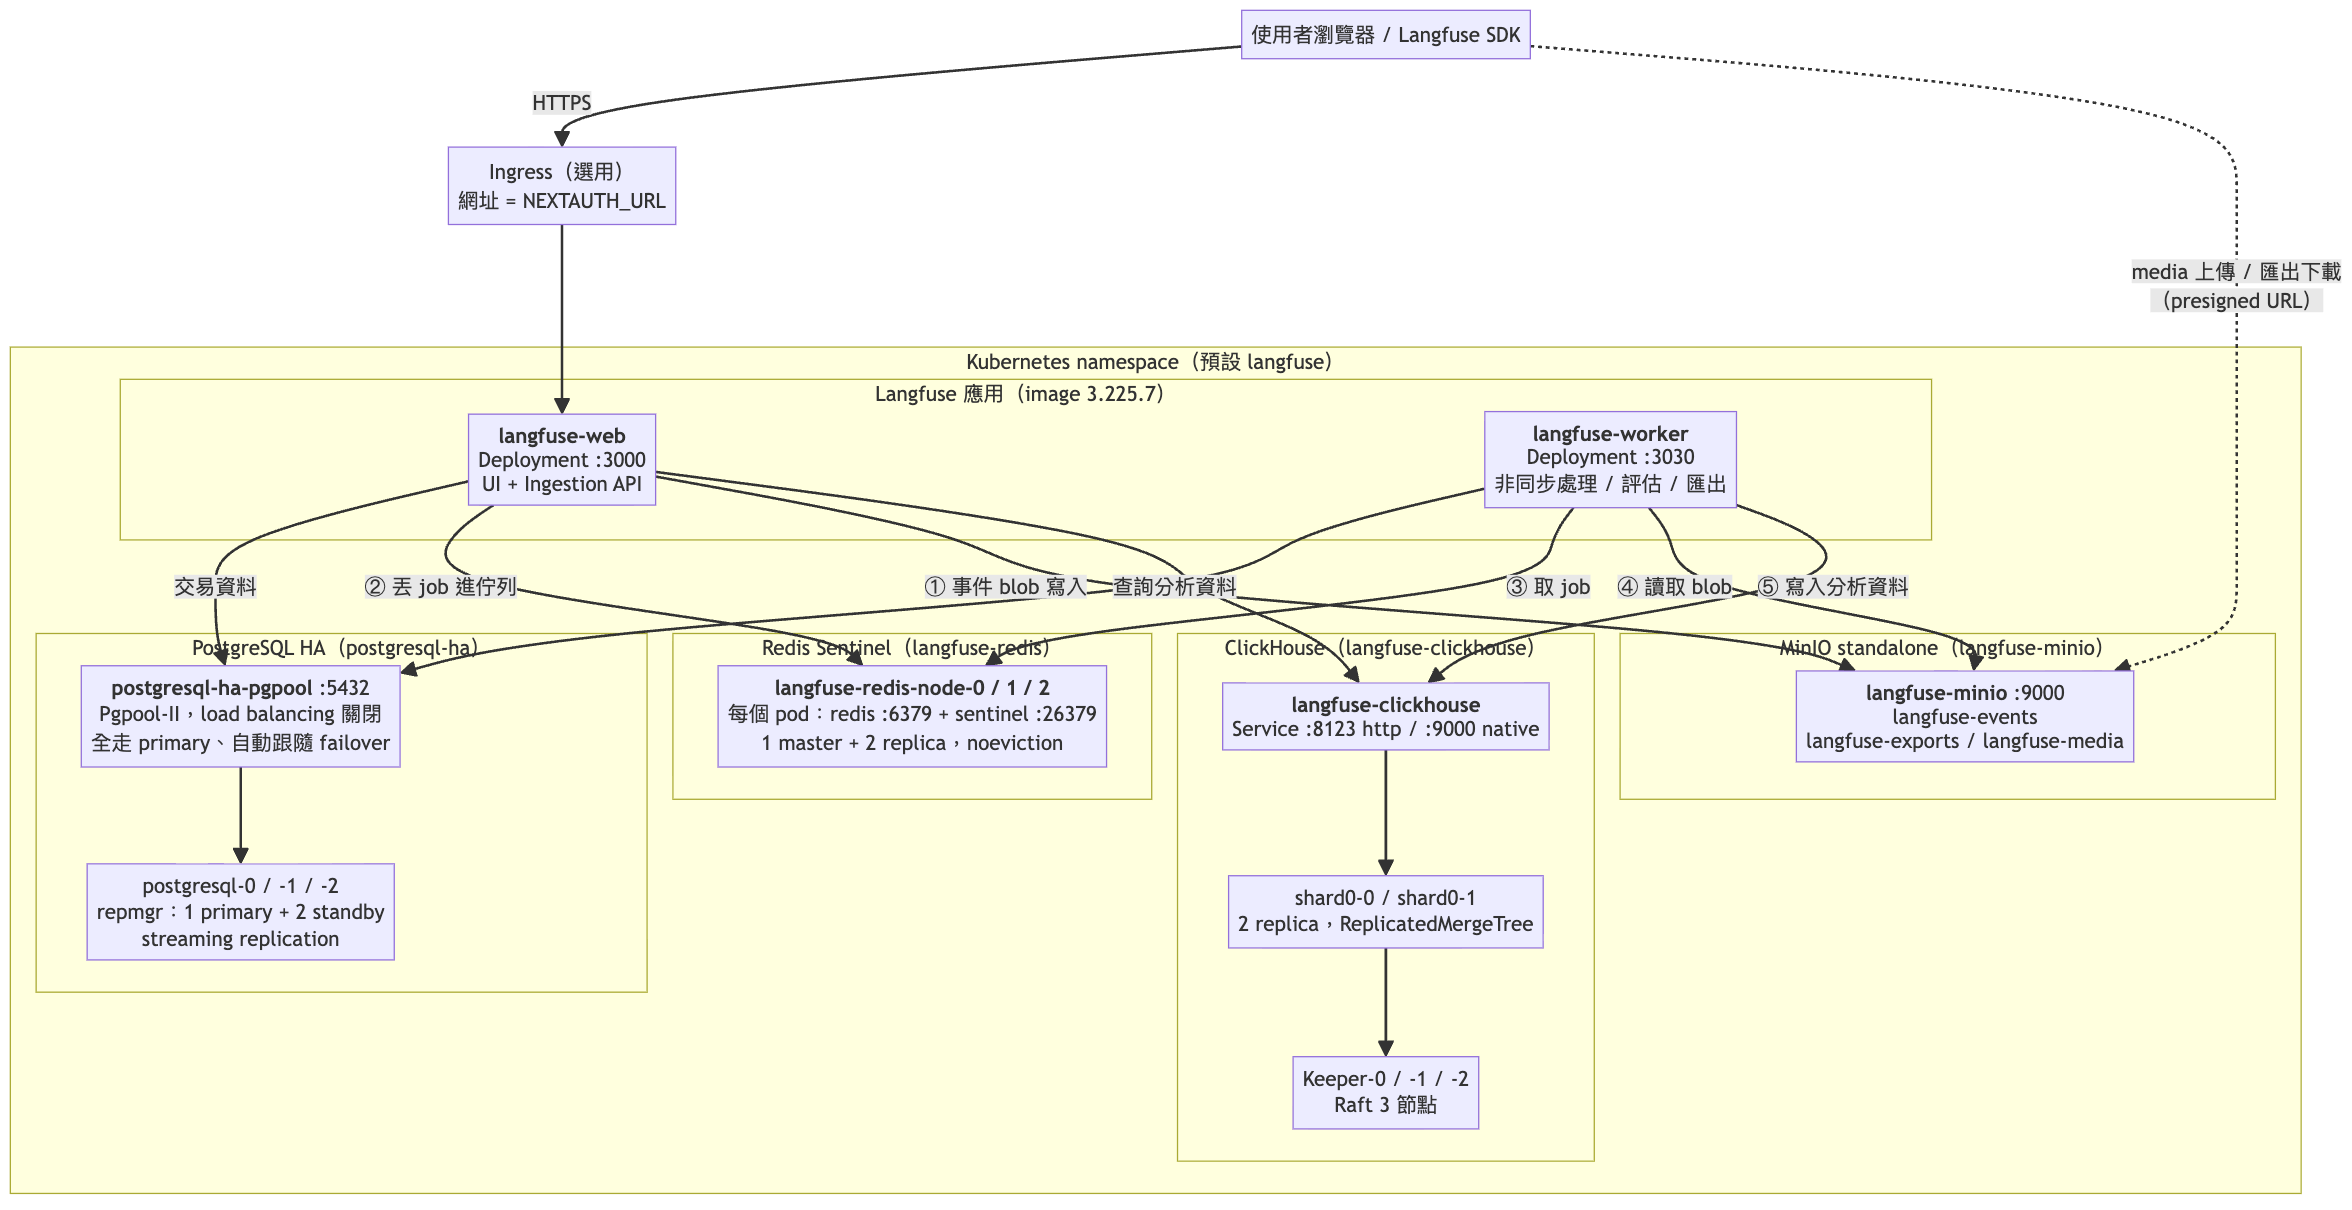 使用者瀏覽器 / Langfuse SDK
HTTPS
Ingress（選用）
網址 = NEXTAUTH_URL
media 上傳 / 匯出下載
（presigned URL）
Kubernetes namespace（預設 langfuse）
Langfuse 應用（image 3.225.7）
langfuse-web
Deployment :3000
UI + Ingestion API
langfuse-worker
Deployment :3030
非同步處理 / 評估 / 匯出
交易資料
② 丟 job 進佇列
① 事件 blob 寫入
查詢分析資料
③ 取 job
④ 讀取 blob
⑤ 寫入分析資料
PostgreSQL HA（postgresql-ha）
postgresql-ha-pgpool :5432
Pgpool-II，load balancing 關閉
全走 primary、自動跟隨 failover
postgresql-0 / -1 / -2
repmgr：1 primary + 2 standby
streaming replication
Redis Sentinel（langfuse-redis）
langfuse-redis-node-0 / 1 / 2
每個 pod：redis :6379 + sentinel :26379
1 master + 2 replica，noeviction
ClickHouse（langfuse-clickhouse）
langfuse-clickhouse
Service :8123 http / :9000 native
shard0-0 / shard0-1
2 replica，ReplicatedMergeTree
Keeper-0 / -1 / -2
Raft 3 節點
MinIO standalone（langfuse-minio）
langfuse-minio :9000
langfuse-events
langfuse-exports / langfuse-media